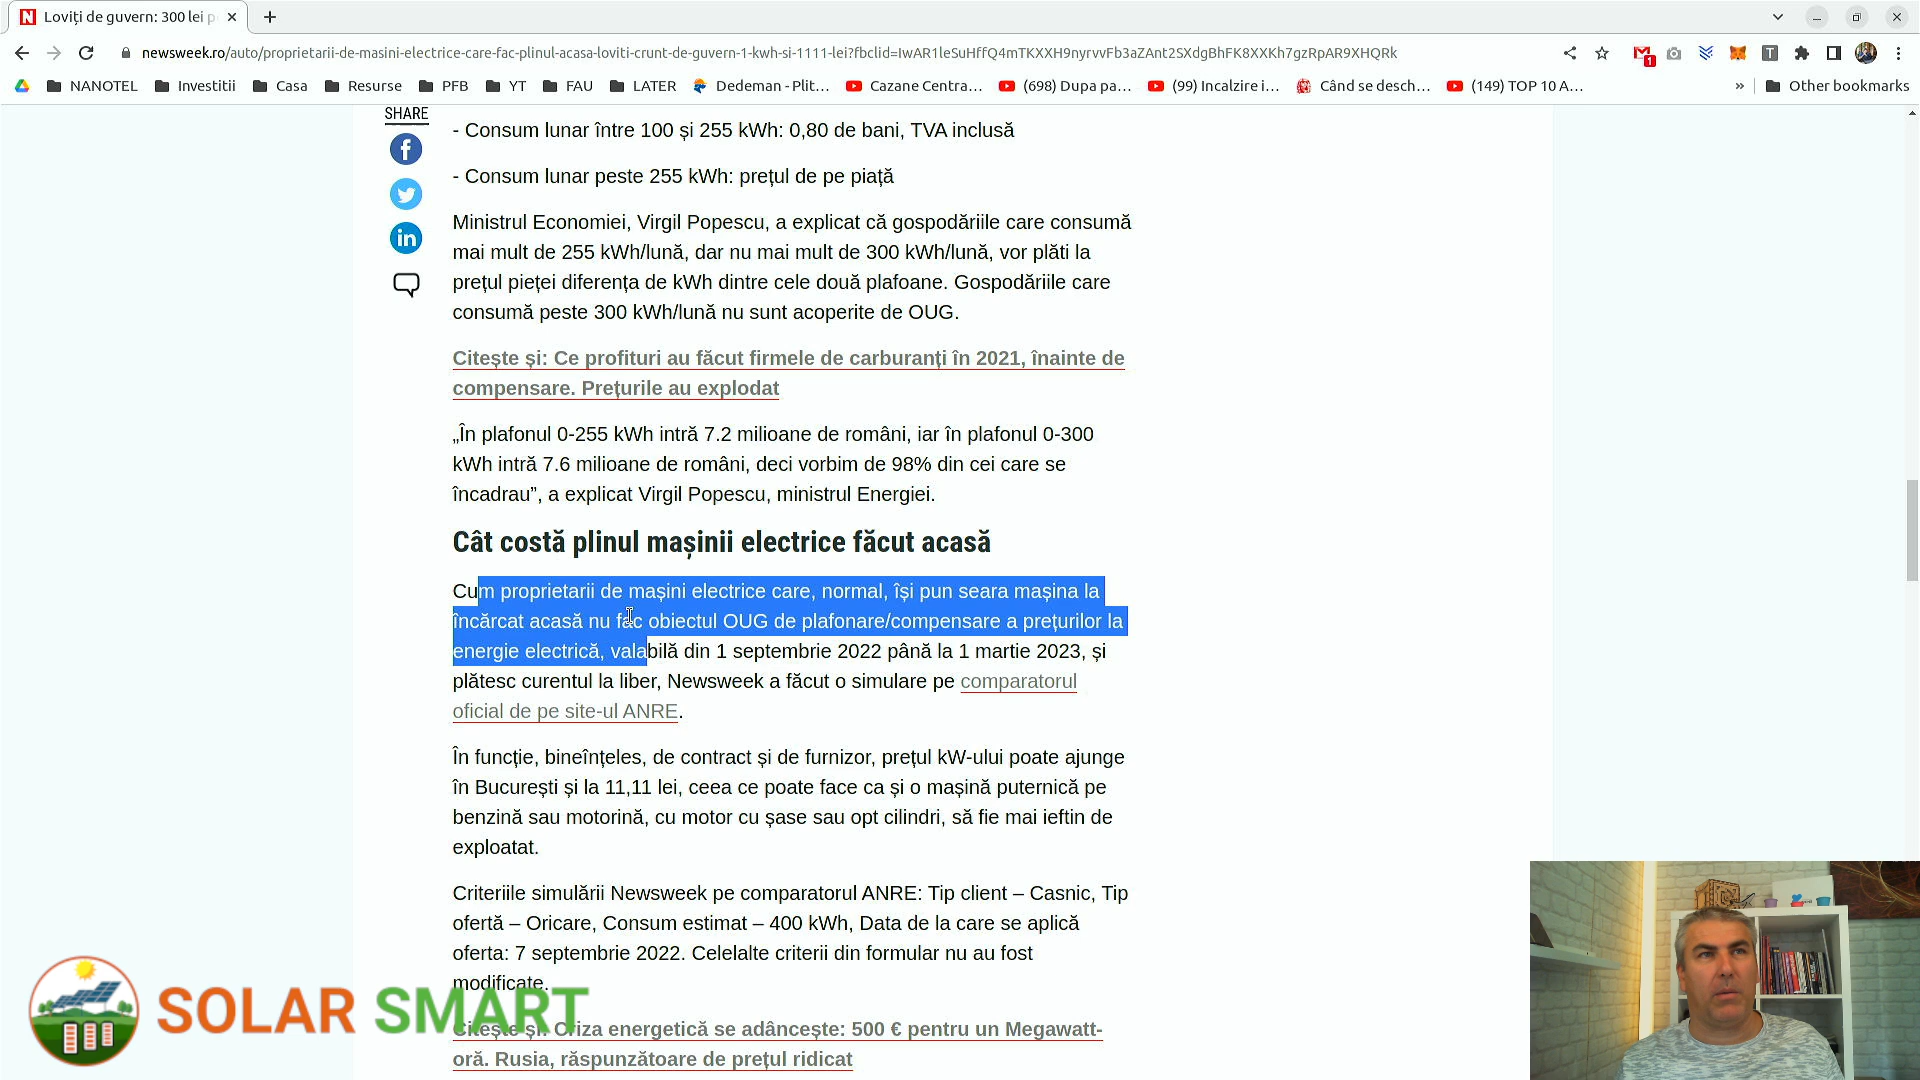 Loviți de guvern: 300 lei p
newsweek.ro/auto/proprietarii-de-masini-electrice-care-fac-plinul-acasa-loviti-crunt-de-guvern-1-kwh-si-1111-lei?fbclid=IwAR1leSuHffQ4mTKXXH9nyrvvFb3aZAnt2SXdgBhFK8XXKh7gzRpAR9XHQRk
1
NANOTEL Investitii Casa Resurse PFB YT FAU LATER Dedeman - Plit... Cazane Centra... (698) Dupa pa... (99) Incalzire i... Când se desch... (149) TOP 10 A... » Other bookmarks
SHARE
- Consum lunar între 100 și 255 kWh: 0,80 de bani, TVA inclusă
- Consum lunar peste 255 kWh: prețul de pe piață
Ministrul Economiei, Virgil Popescu, a explicat că gospodăriile care consumă
mai mult de 255 kWh/lună, dar nu mai mult de 300 kWh/lună, vor plăti la
prețul pieței diferența de kWh dintre cele două plafoane. Gospodăriile care
consumă peste 300 kWh/lună nu sunt acoperite de OUG.
Citește și: Ce profituri au făcut firmele de carburanți în 2021, înainte de
compensare. Prețurile au explodat
„În plafonul 0-255 kWh intră 7.2 milioane de români, iar în plafonul 0-300
kWh intră 7.6 milioane de români, deci vorbim de 98% din cei care se
încadrau”, a explicat Virgil Popescu, ministrul Energiei.
Cât costă plinul mașinii electrice făcut acasă
Cum proprietarii de mașini electrice care, normal, își pun seara mașina la
încărcat acasă nu fac obiectul OUG de plafonare/compensare a prețurilor la
energie electrică, valabilă din 1 septembrie 2022 până la 1 martie 2023, și
plătesc curentul la liber, Newsweek a făcut o simulare pe comparatorul
oficial de pe site-ul ANRE.
În funcție, bineînțeles, de contract și de furnizor, prețul kW-ului poate ajunge
în București și la 11,11 lei, ceea ce poate face ca și o mașină puternică pe
benzină sau motorină, cu motor cu șase sau opt cilindri, să fie mai ieftin de
exploatat.
Criteriile simulării Newsweek pe comparatorul ANRE: Tip client – Casnic, Tip
ofertă – Oricare, Consum estimat – 400 kWh, Data de la care se aplică
oferta: 7 septembrie 2022. Celelalte criterii din formular nu au fost
modificate.
SOLAR SMART
Citește și: Criza energetică se adâncește: 500 € pentru un Megawatt-
oră. Rusia, răspunzătoare de prețul ridicat